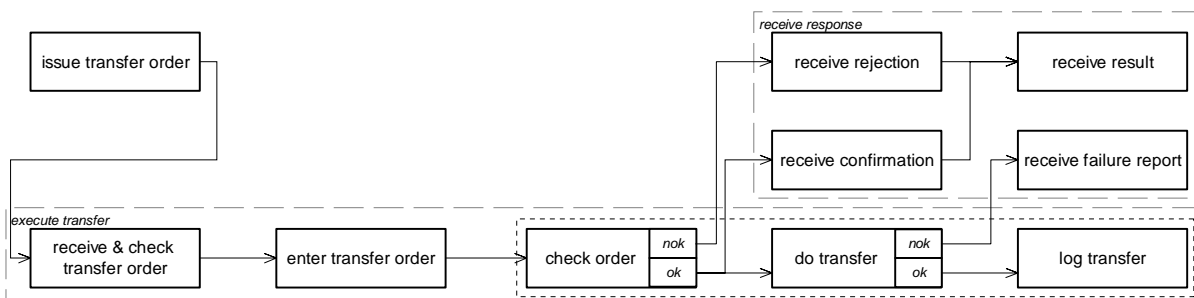 receive response
issue transfer order
receive rejection
receive result
receive confirmation
receive failure report
execute transfer
receive & check
transfer order
enter transfer order
check order
nok
ok
do transfer
nok
ok
log transfer